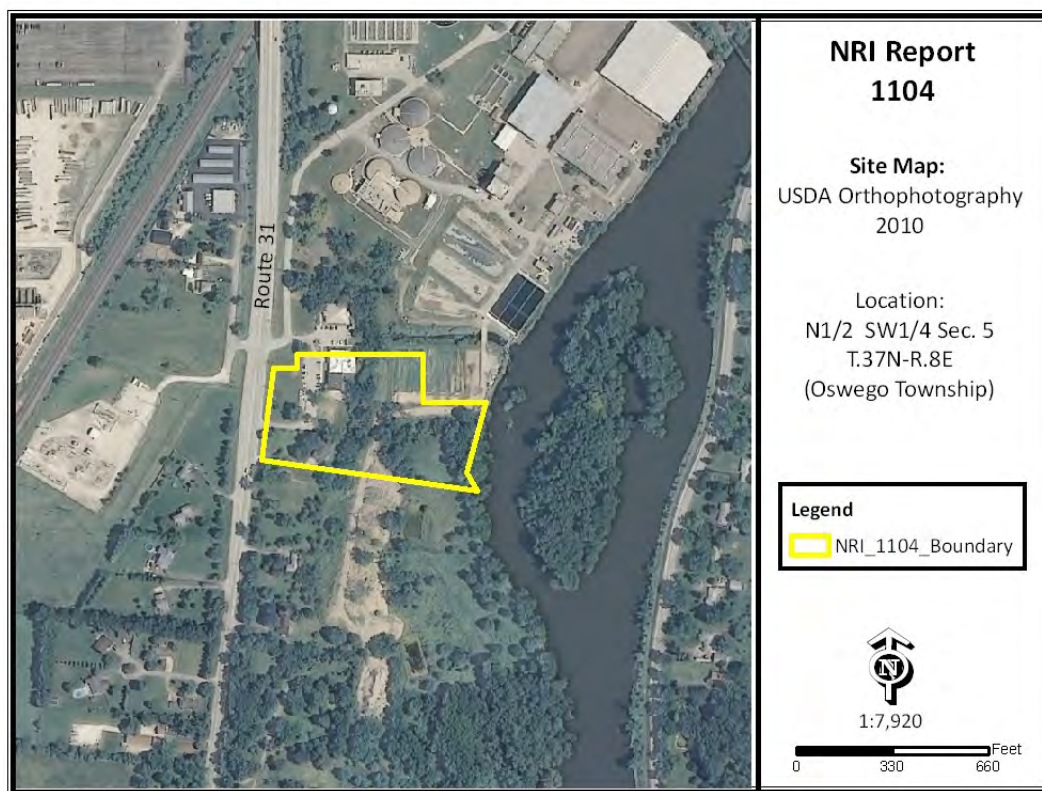 NRI Report
1104
Site Map:
USDA Orthophotography
2010
Location:
N1/2 SW1/4 Sec. 5
T.37N-R.8E
(Oswego Township)
Legend
NRI_1104_Boundary
N
1:7,920
Feet
0 330 660
Route 31